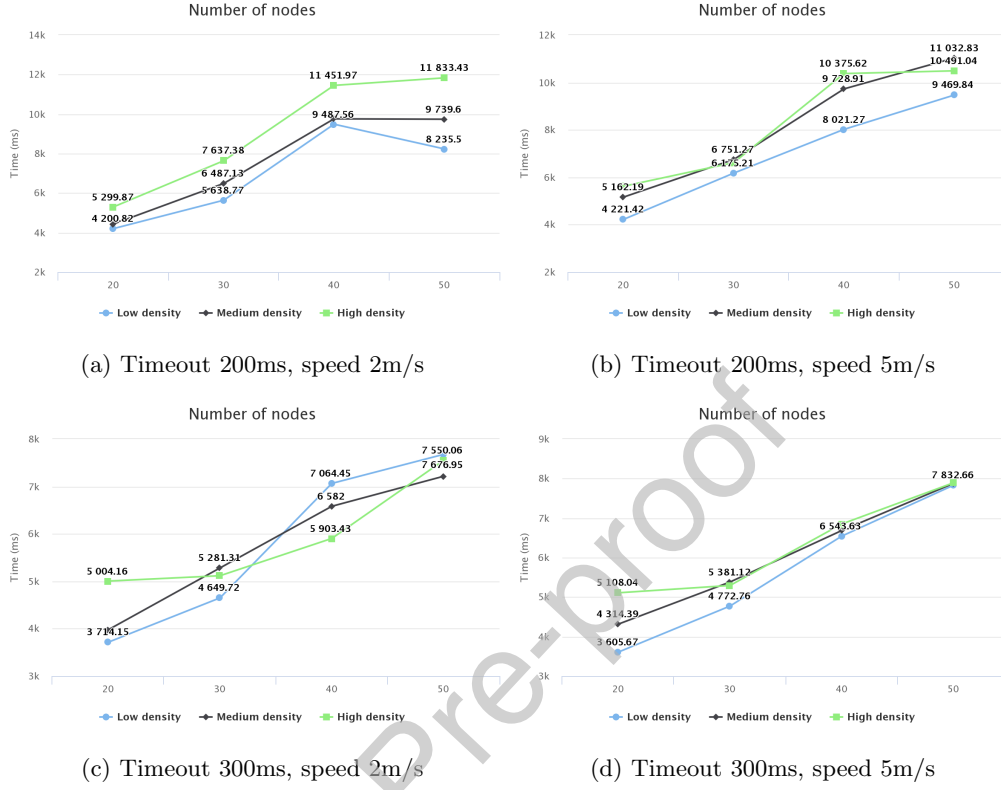 Number of nodes
14k
12k
10k
8k
6k
4k
2k
Time (ms)
5 299.87
4 200.82
7 637.38
6 487.13
5 638.77
11 451.97
9 487.56
11 833.43
9 739.6
8 235.5
20 30 40 50
Low density Medium density High density
(a) Timeout 200ms, speed 2m/s
Number of nodes
12k
10k
8k
6k
4k
2k
Time (ms)
5 162.19
4 221.42
6 751.27
6 175.21
10 375.62
9 728.91
8 021.27
11 032.83
10 491.04
9 469.84
20 30 40 50
Low density Medium density High density
(b) Timeout 200ms, speed 5m/s
Number of nodes
8k
7k
6k
5k
4k
3k
Time (ms)
5 004.16
3 714.15
5 281.31
4 649.72
7 064.45
6 582
5 903.43
7 550.06
7 676.95
20 30 40 50
Low density Medium density High density
(c) Timeout 300ms, speed 2m/s
Number of nodes
9k
8k
7k
6k
5k
4k
3k
Time (ms)
5 108.04
4 314.39
3 605.67
5 381.12
4 772.76
6 543.63
7 832.66
20 30 40 50
Low density Medium density High density
(d) Timeout 300ms, speed 5m/s
Pre-proof